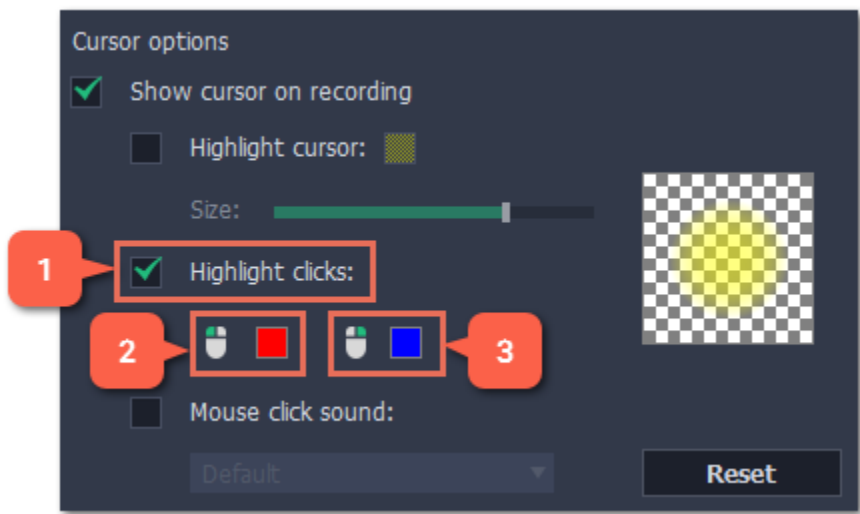 Cursor options
Show cursor on recording
Highlight cursor:
Size:
1
Highlight clicks:
2
3
Mouse click sound:
Default
Reset